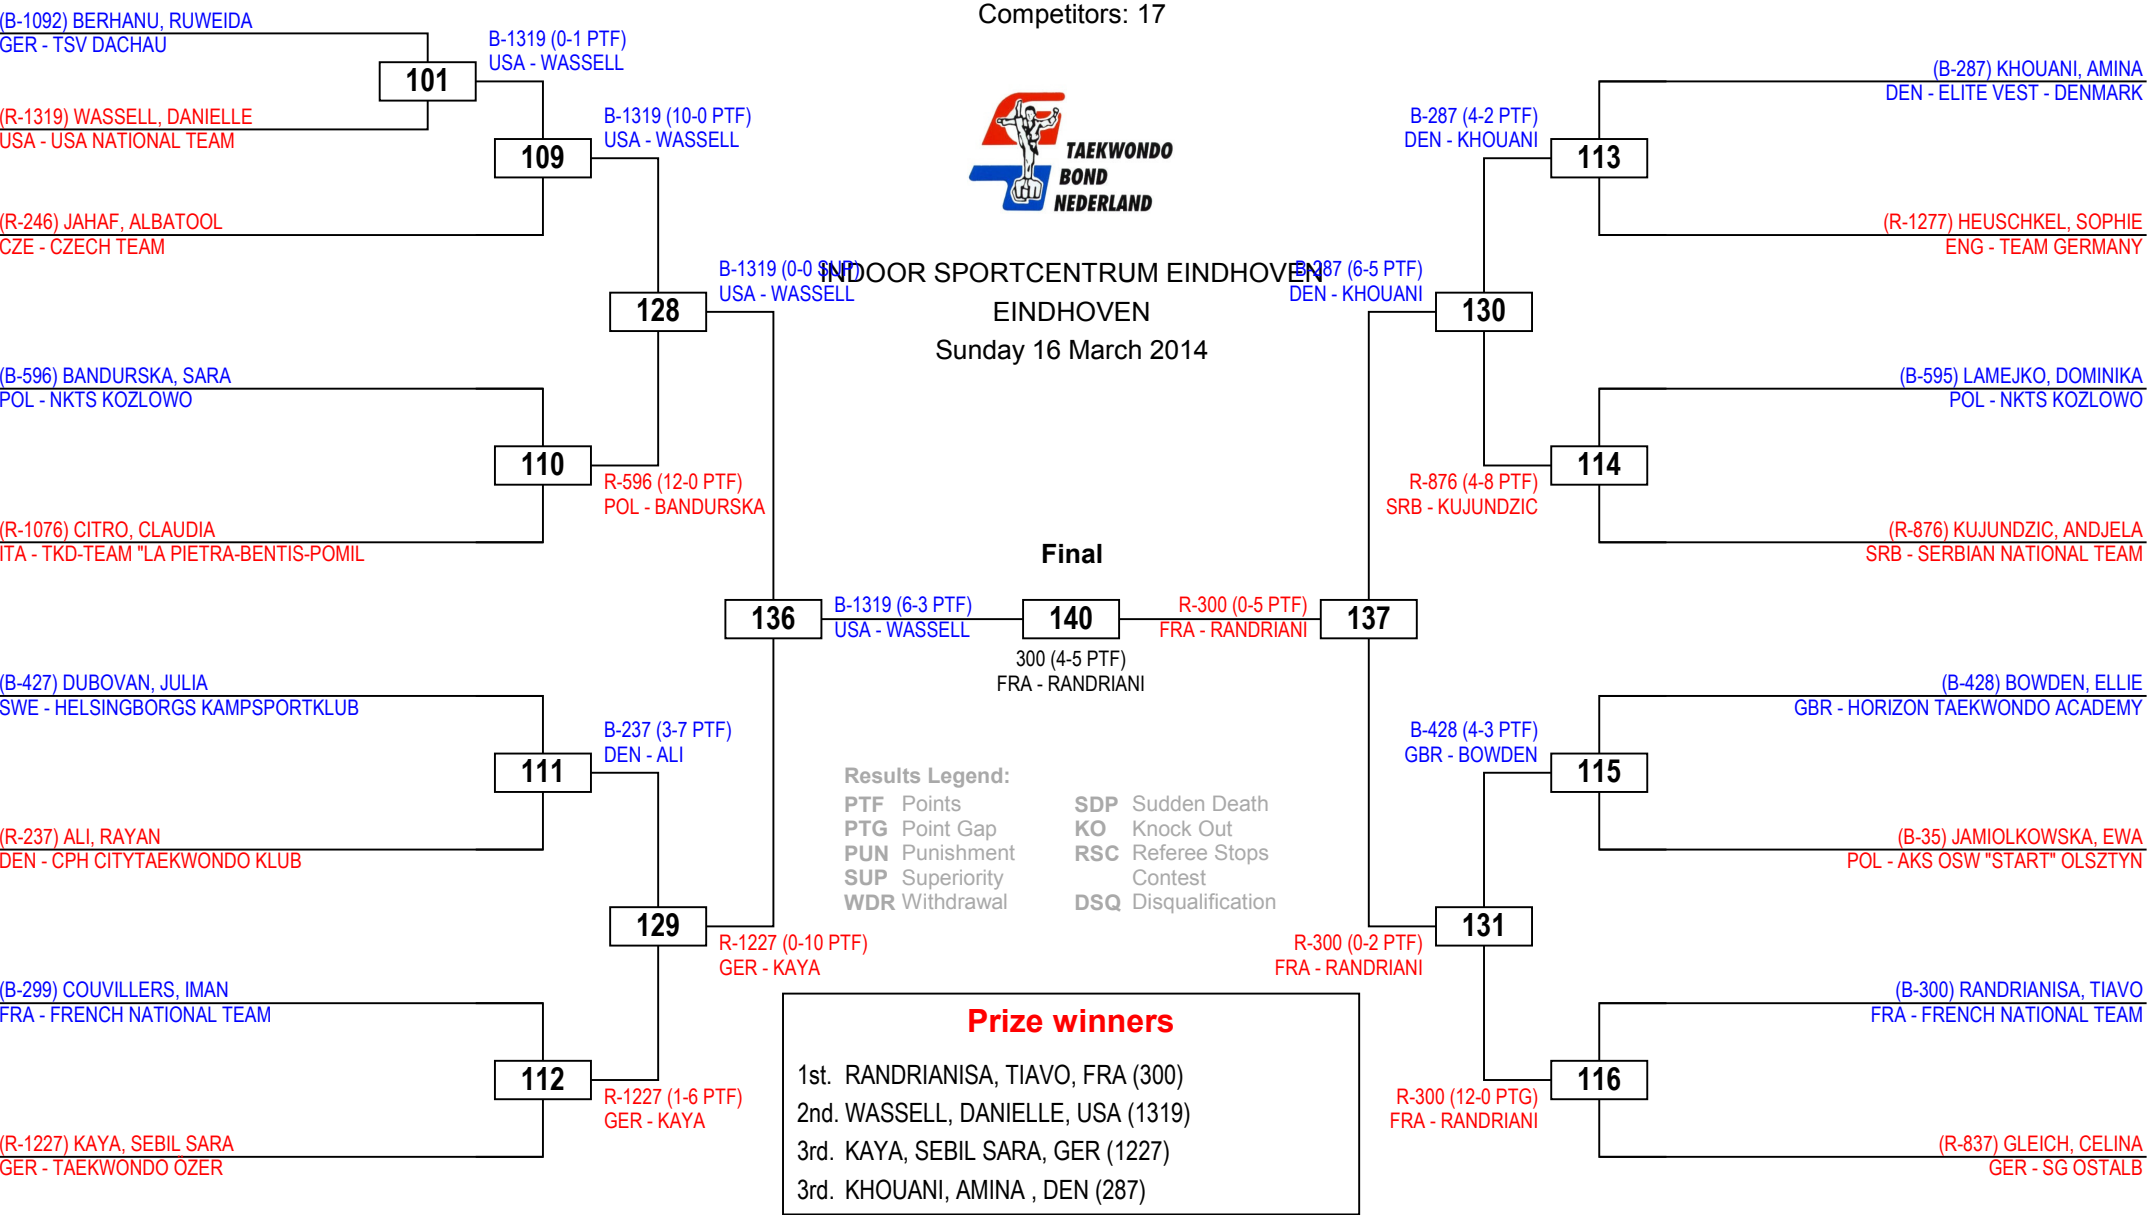 Competitors: 17
(B-1092) BERHANU, RUWEIDA
GER - TSV DACHAU
101
(R-1319) WASSELL, DANIELLE
USA - USA NATIONAL TEAM
B-1319 (0-1 PTF)
USA - WASSELL
109
(R-246) JAHAF, ALBATOOL
CZE - CZECH TEAM
B-1319 (10-0 PTF)
USA - WASSELL
128
(B-596) BANDURSKA, SARA
POL - NKTS KOZLOWO
110
(R-1076) CITRO, CLAUDIA
ITA - TKD-TEAM "LA PIETRA-BENTIS-POMIL
R-596 (12-0 PTF)
POL - BANDURSKA
B-1319 (0-0 SUP)
USA - WASSELL
136
(B-427) DUBOVAN, JULIA
SWE - HELSINGBORGS KAMPSPORTKLUB
111
(R-237) ALI, RAYAN
DEN - CPH CITYTAEKWONDO KLUB
B-237 (3-7 PTF)
DEN - ALI
129
(B-299) COUVILLERS, IMAN
FRA - FRENCH NATIONAL TEAM
112
(R-1227) KAYA, SEBIL SARA
GER - TAEKWONDO ÖZER
R-1227 (1-6 PTF)
GER - KAYA
R-1227 (0-10 PTF)
GER - KAYA
B-1319 (6-3 PTF)
USA - WASSELL
TAEKWONDO
BOND
NEDERLAND
INDOOR SPORTCENTRUM EINDHOVEN
EINDHOVEN
Sunday 16 March 2014
Final
140
300 (4-5 PTF)
FRA - RANDRIANI
R-300 (0-5 PTF)
FRA - RANDRIANI
137
B-287 (6-5 PTF)
DEN - KHOUANI
130
B-287 (4-2 PTF)
DEN - KHOUANI
113
(B-287) KHOUANI, AMINA
DEN - ELITE VEST - DENMARK
(R-1277) HEUSCHKEL, SOPHIE
ENG - TEAM GERMANY
(B-595) LAMEJKO, DOMINIKA
POL - NKTS KOZLOWO
114
R-876 (4-8 PTF)
SRB - KUJUNDZIC
(R-876) KUJUNDZIC, ANDJELA
SRB - SERBIAN NATIONAL TEAM
(B-428) BOWDEN, ELLIE
GBR - HORIZON TAEKWONDO ACADEMY
B-428 (4-3 PTF)
GBR - BOWDEN
115
(B-35) JAMIOLKOWSKA, EWA
POL - AKS OSW "START" OLSZTYN
131
R-300 (0-2 PTF)
FRA - RANDRIANI
(B-300) RANDRIANISA, TIAVO
FRA - FRENCH NATIONAL TEAM
116
R-300 (12-0 PTG)
FRA - RANDRIANI
(R-837) GLEICH, CELINA
GER - SG OSTALB
Results Legend:
PTF Points
PTG Point Gap
PUN Punishment
SUP Superiority
WDR Withdrawal
SDP Sudden Death
KO Knock Out
RSC Referee Stops
Contest
DSQ Disqualification
Prize winners
1st. RANDRIANISA, TIAVO, FRA (300)
2nd. WASSELL, DANIELLE, USA (1319)
3rd. KAYA, SEBIL SARA, GER (1227)
3rd. KHOUANI, AMINA , DEN (287)